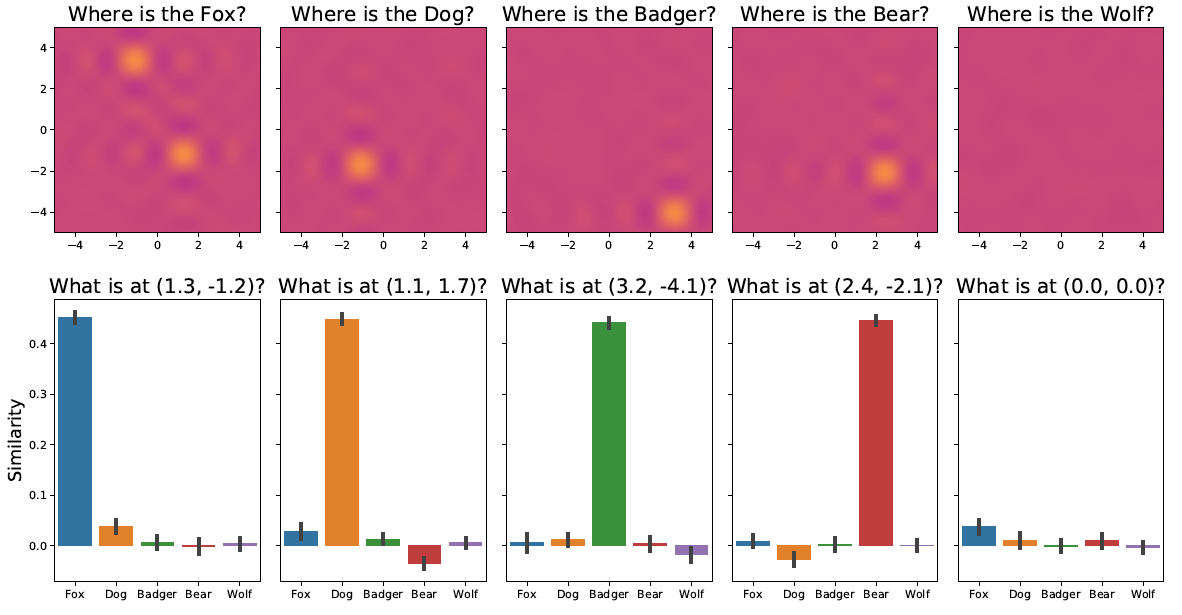 Where is the Fox? Where is the Dog? Where is the Badger? Where is the Bear? Where is the Wolf?
4
2
0
−2
−4
−4 −2 0 2 4 −4 −2 0 2 4 −4 −2 0 2 4 −4 −2 0 2 4 −4 −2 0 2 4
What is at (1.3, -1.2)? What is at (1.1, 1.7)? What is at (3.2, -4.1)? What is at (2.4, -2.1)? What is at (0.0, 0.0)?
Similarity
0.4
0.3
0.2
0.1
0.0
Fox Dog Badger Bear Wolf Fox Dog Badger Bear Wolf Fox Dog Badger Bear Wolf Fox Dog Badger Bear Wolf Fox Dog Badger Bear Wolf